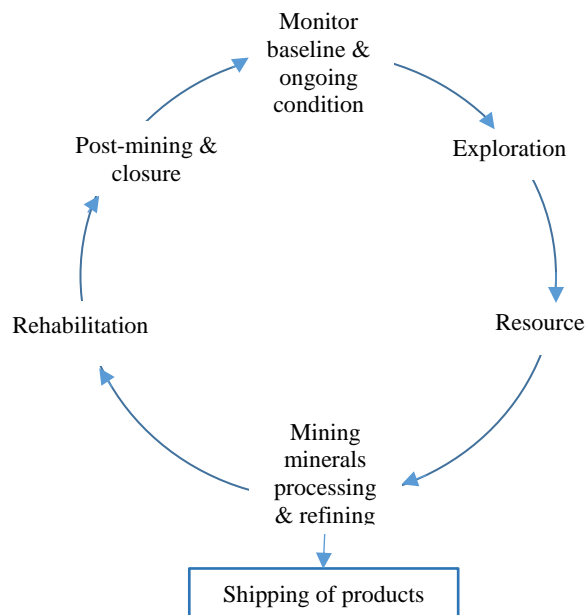 Monitor
baseline &
ongoing
condition
Exploration
Resource
Mining
minerals
processing
& refining
Shipping of products
Rehabilitation
Post-mining &
closure